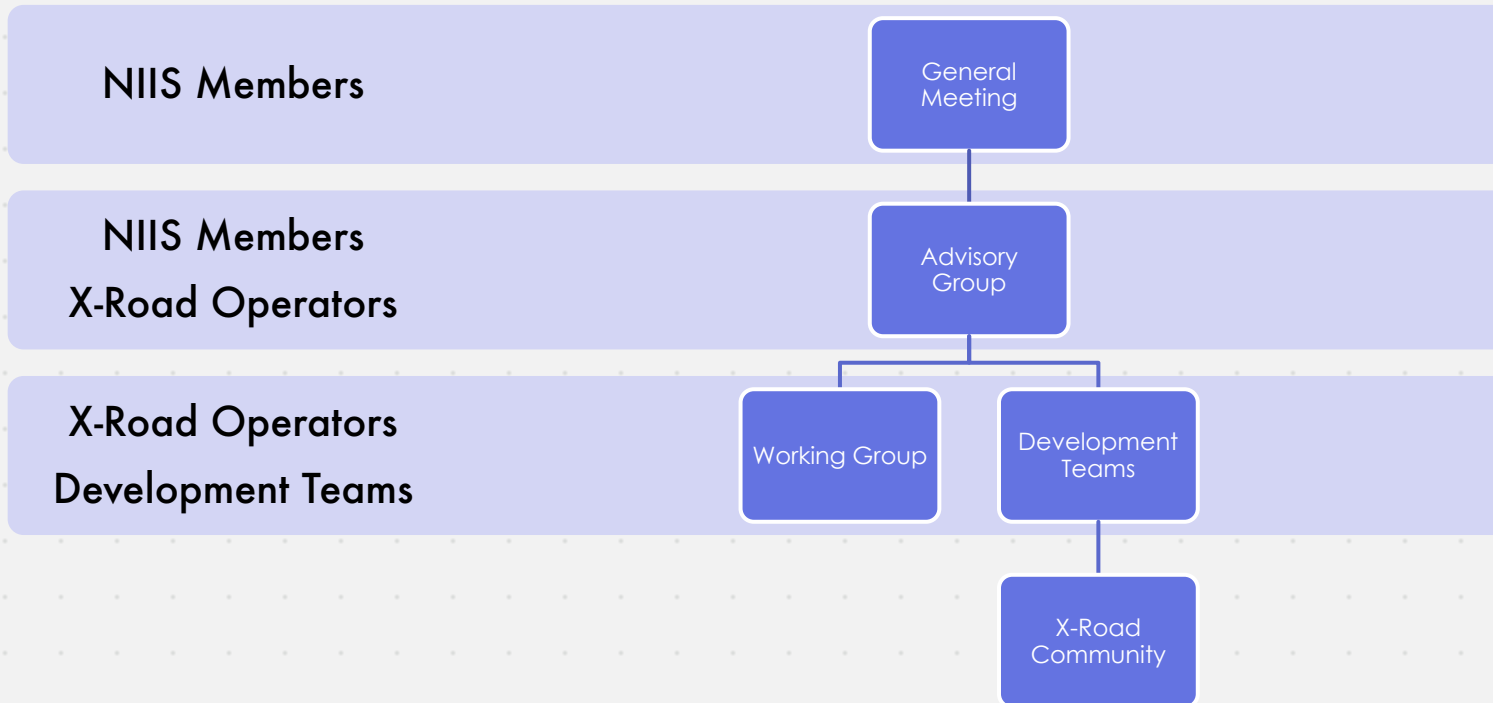 NIIS Members
General
Meeting
NIIS Members
X-Road Operators
Advisory
Group
X-Road Operators
Development Teams
Working Group
Development
Teams
X-Road
Community